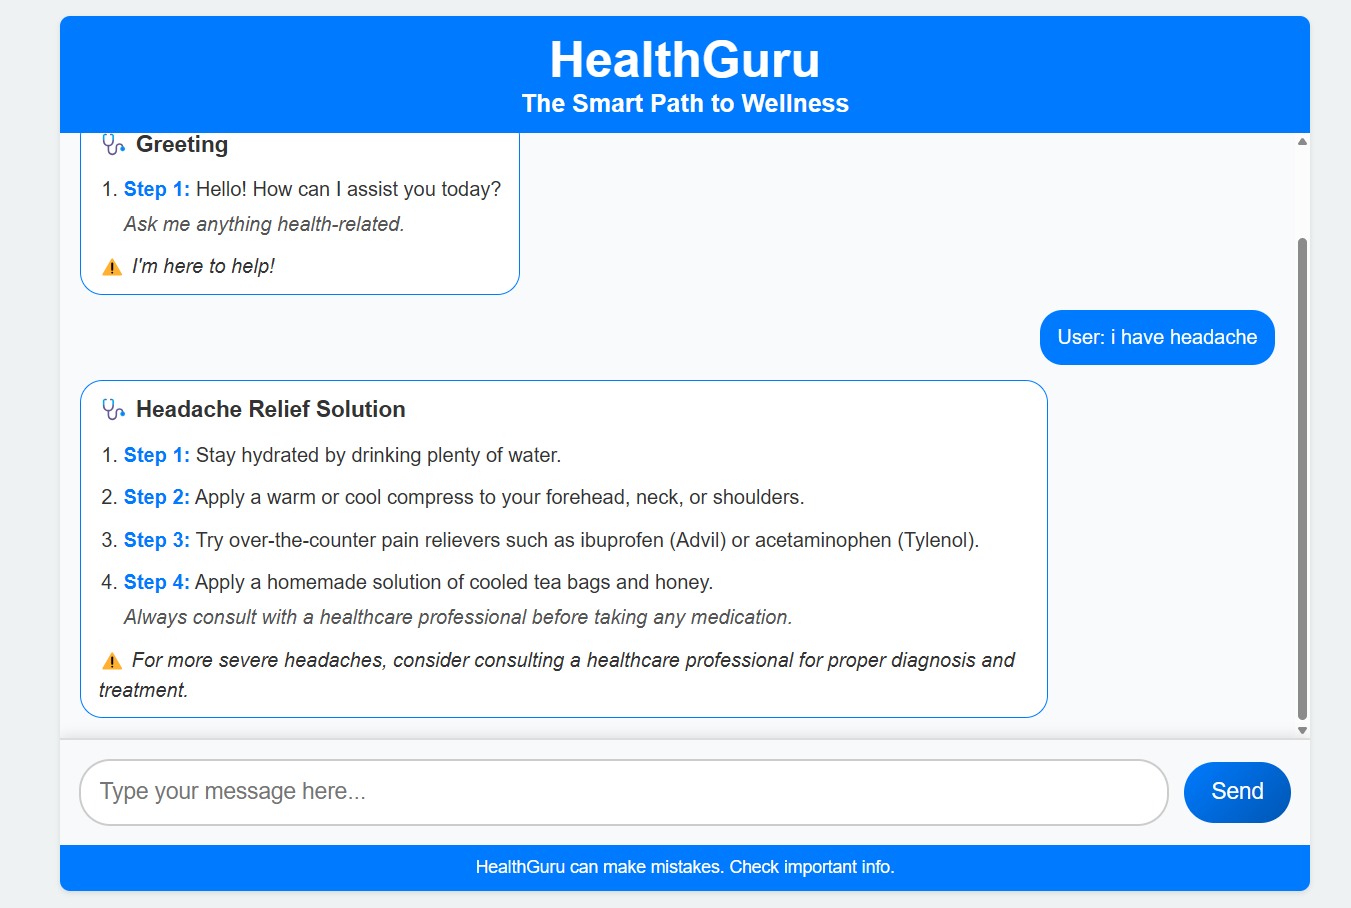 HealthGuru
The Smart Path to Wellness
Greeting
1. Step 1: Hello! How can I assist you today?
Ask me anything health-related.
I'm here to help!
User: i have headache
Headache Relief Solution
1. Step 1: Stay hydrated by drinking plenty of water.
2. Step 2: Apply a warm or cool compress to your forehead, neck, or shoulders.
3. Step 3: Try over-the-counter pain relievers such as ibuprofen (Advil) or acetaminophen (Tylenol).
4. Step 4: Apply a homemade solution of cooled tea bags and honey.
Always consult with a healthcare professional before taking any medication.
For more severe headaches, consider consulting a healthcare professional for proper diagnosis and
treatment.
Type your message here...
Send
HealthGuru can make mistakes. Check important info.